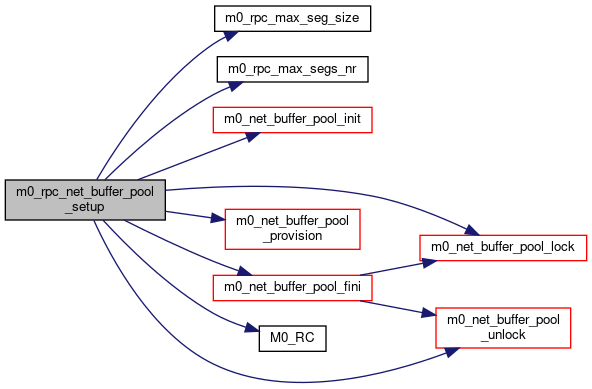 m0_rpc_max_seg_size
m0_rpc_max_segs_nr
m0_net_buffer_pool_init
m0_rpc_net_buffer_pool
_setup
m0_net_buffer_pool
_provision
m0_net_buffer_pool_lock
m0_net_buffer_pool_fini
M0_RC
m0_net_buffer_pool
_unlock